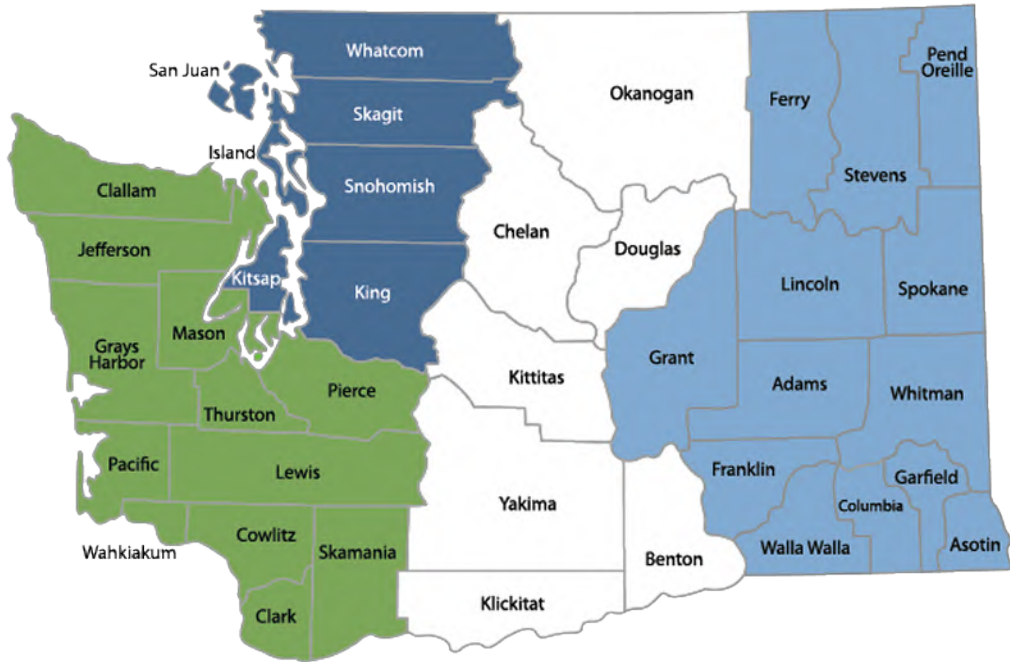 Whatcom
San Juan
Pend
Oreille
Okanogan
Ferry
Skagit
Island
Snohomish
Stevens
Clallam
Chelan
Douglas
Jefferson
Kitsap
King
Lincoln
Spokane
Mason
Grays
Harbor
Grant
Kittitas
Adams
Whitman
Pierce
Thurston
Pacific
Lewis
Franklin
Garfield
Columbia
Yakima
Wahkiakum
Cowlitz
Skamania
Benton
Walla Walla
Asotin
Klickitat
Clark